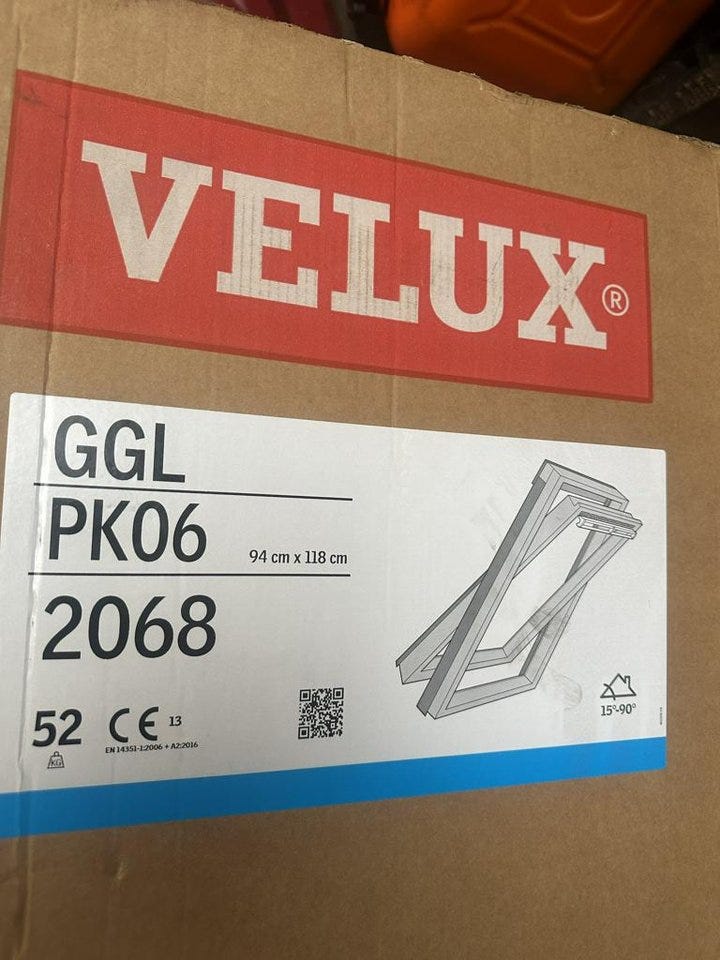 VELUX®
GGL
PK06 94 cm x 118 cm
2068
52 CE 13
KG
EN 14351-1:2006 + A2:2016
15°-90°